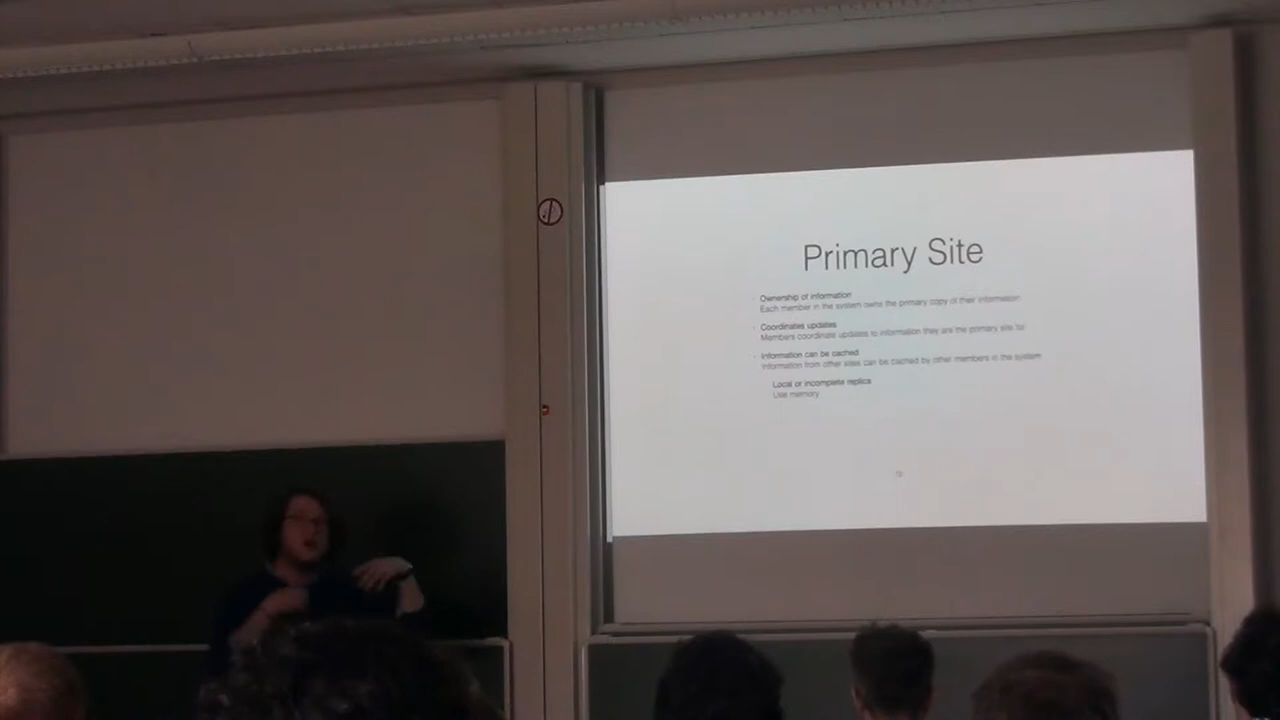 Primary Site
Ownership of information
Each member in the system owns the primary copy of their information
Coordinates updates
Members coordinate updates to information they are the primary site for
Information can be cached
Information from other sites can be cached by other members in the system
Local or incomplete replica
Use memory